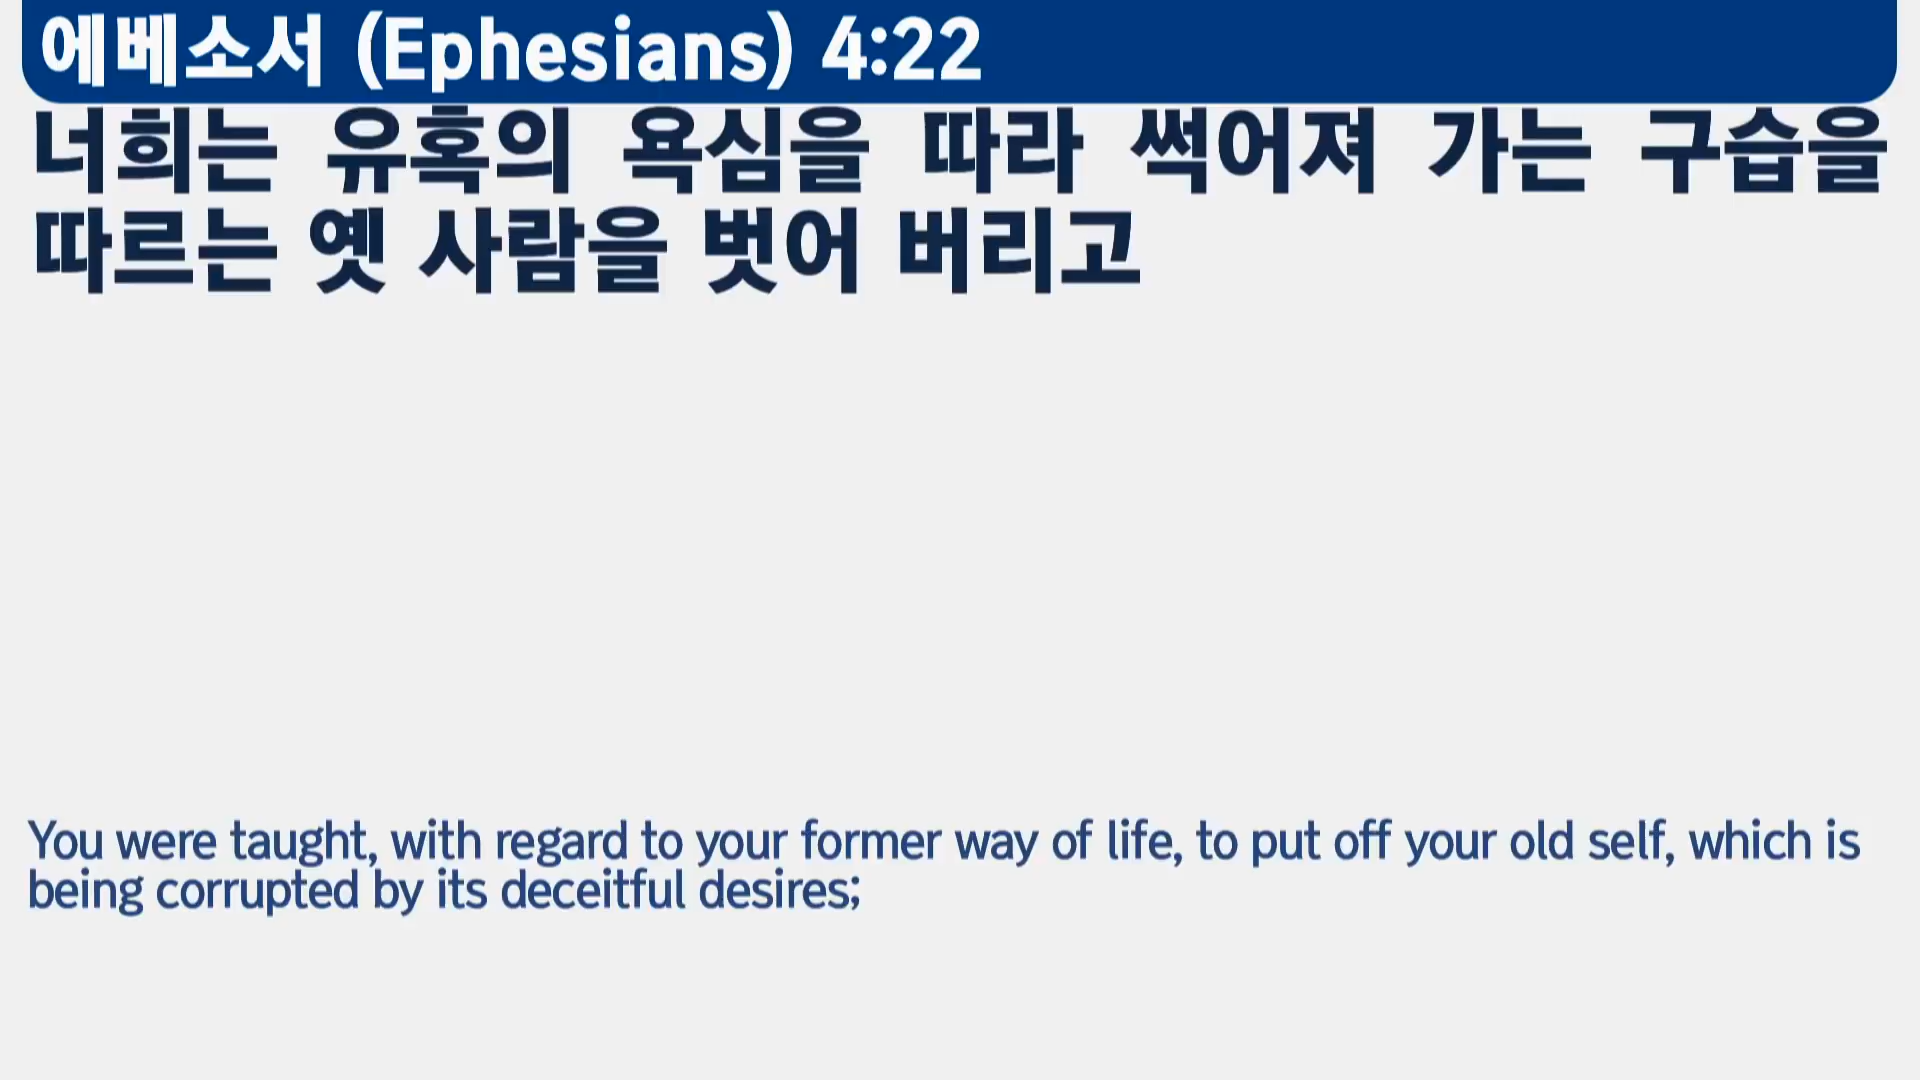 에베소서 (Ephesians) 4:22
너희는 유혹의 욕심을 따라 썩어져 가는 구습을
따르는 옛 사람을 벗어 버리고
You were taught, with regard to your former way of life, to put off your old self, which is
being corrupted by its deceitful desires;